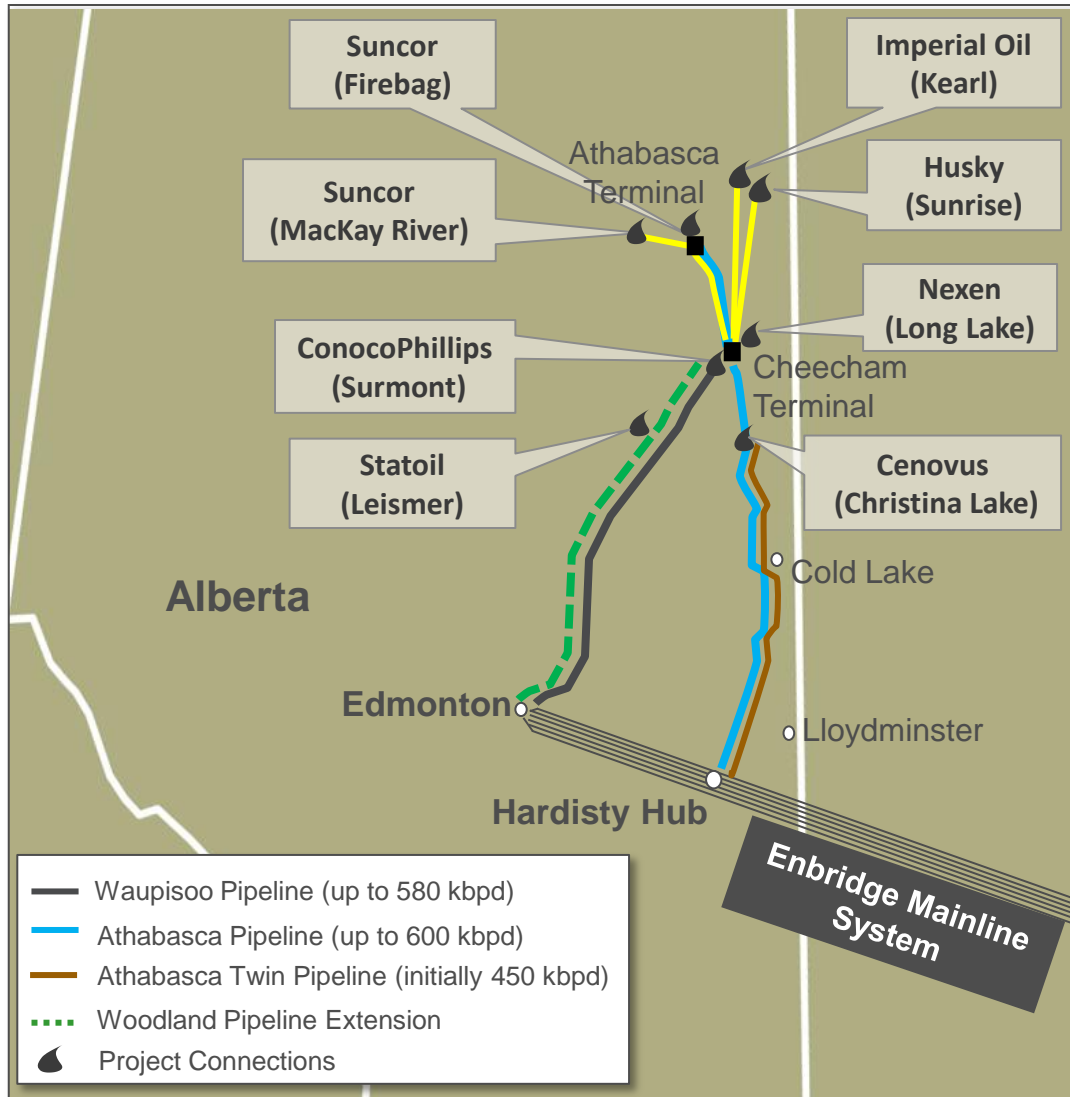 Suncor
(Firebag)
Imperial Oil
(Kearl)
Athabasca
Terminal
Husky
(Sunrise)
Suncor
(MacKay River)
Nexen
(Long Lake)
ConocoPhillips
(Surmont)
Cheecham
Terminal
Statoil
(Leismer)
Cenovus
(Christina Lake)
Cold Lake
Alberta
Edmonton
Lloydminster
Hardisty Hub
Enbridge Mainline
System
Waupisoo Pipeline (up to 580 kbpd)
Athabasca Pipeline (up to 600 kbpd)
Athabasca Twin Pipeline (initially 450 kbpd)
Woodland Pipeline Extension
Project Connections